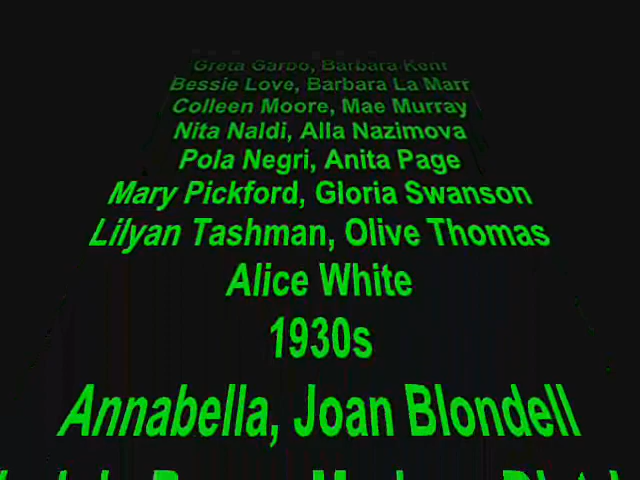 Greta Garbo, Barbara Kent
Bessie Love, Barbara La Marr
Colleen Moore, Mae Murray
Nita Naldi, Alla Nazimova
Pola Negri, Anita Page
Mary Pickford, Gloria Swanson
Lilyan Tashman, Olive Thomas
Alice White
1930s
Annabella, Joan Blondell